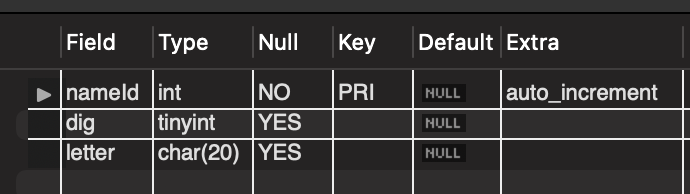 Field Type Null Key Default Extra
nameId int NO PRI NULL auto_increment
dig tinyint YES NULL
letter char(20) YES NULL